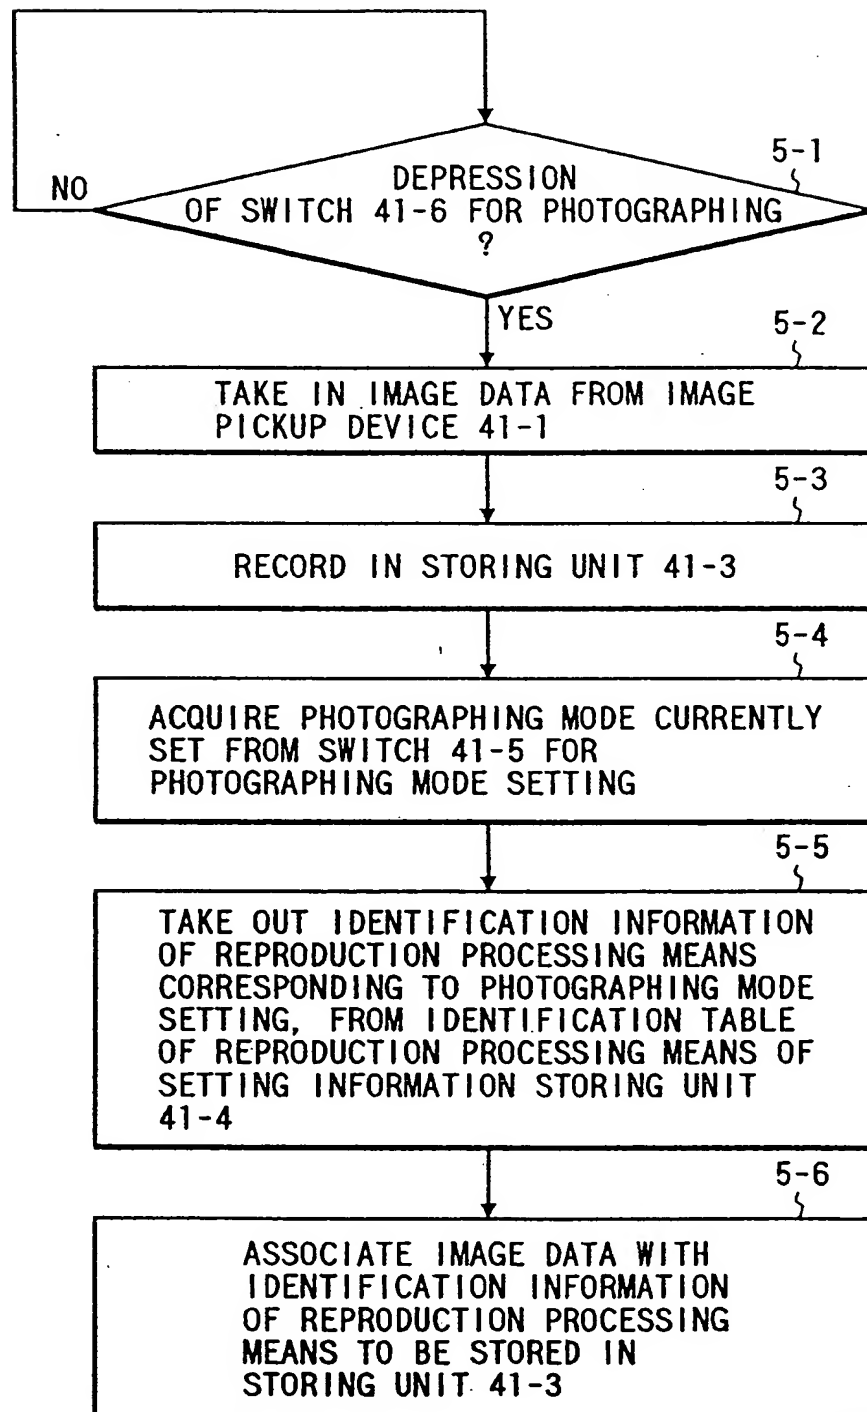 5-1
DEPRESSION
OF SWITCH 41-6 FOR PHOTOGRAPHING
?
NO
YES
5-2
TAKE IN IMAGE DATA FROM IMAGE
PICKUP DEVICE 41-1
5-3
RECORD IN STORING UNIT 41-3
5-4
ACQUIRE PHOTOGRAPHING MODE CURRENTLY
SET FROM SWITCH 41-5 FOR
PHOTOGRAPHING MODE SETTING
5-5
TAKE OUT IDENTIFICATION INFORMATION
OF REPRODUCTION PROCESSING MEANS
CORRESPONDING TO PHOTOGRAPHING MODE
SETTING, FROM IDENTIFICATION TABLE
OF REPRODUCTION PROCESSING MEANS OF
SETTING INFORMATION STORING UNIT
41-4
5-6
ASSOCIATE IMAGE DATA WITH
IDENTIFICATION INFORMATION
OF REPRODUCTION PROCESSING
MEANS TO BE STORED IN
STORING UNIT 41-3